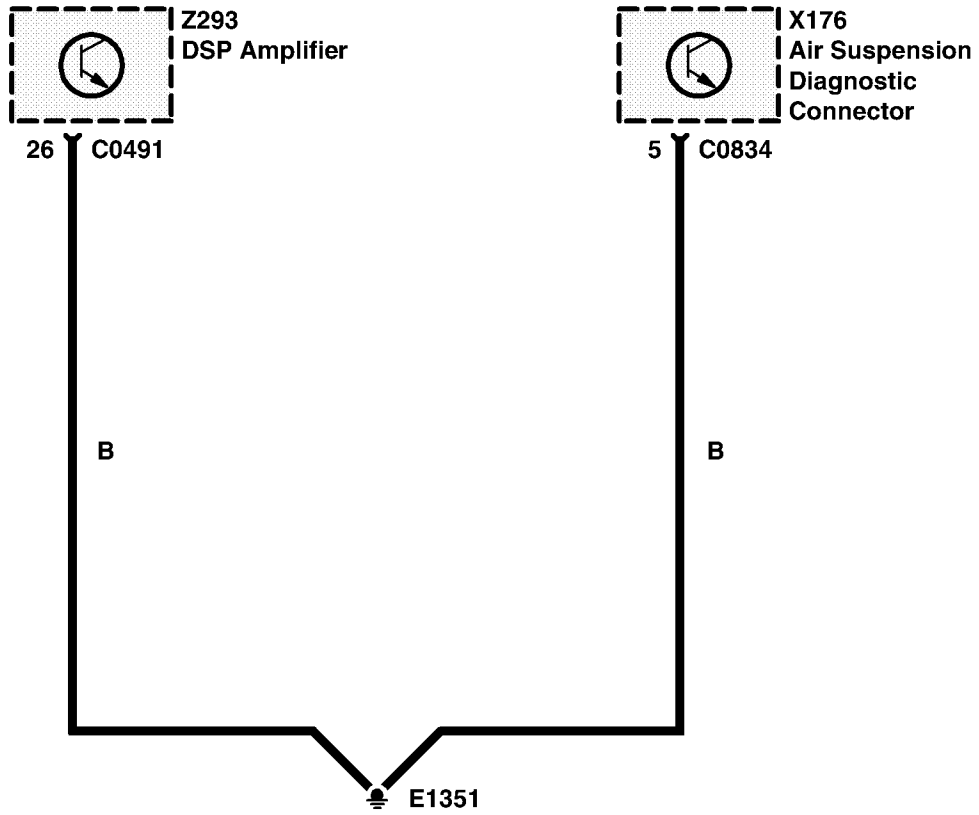 Z293
DSP Amplifier
26 C0491
X176
Air Suspension
Diagnostic
Connector
5 C0834
B
B
E1351